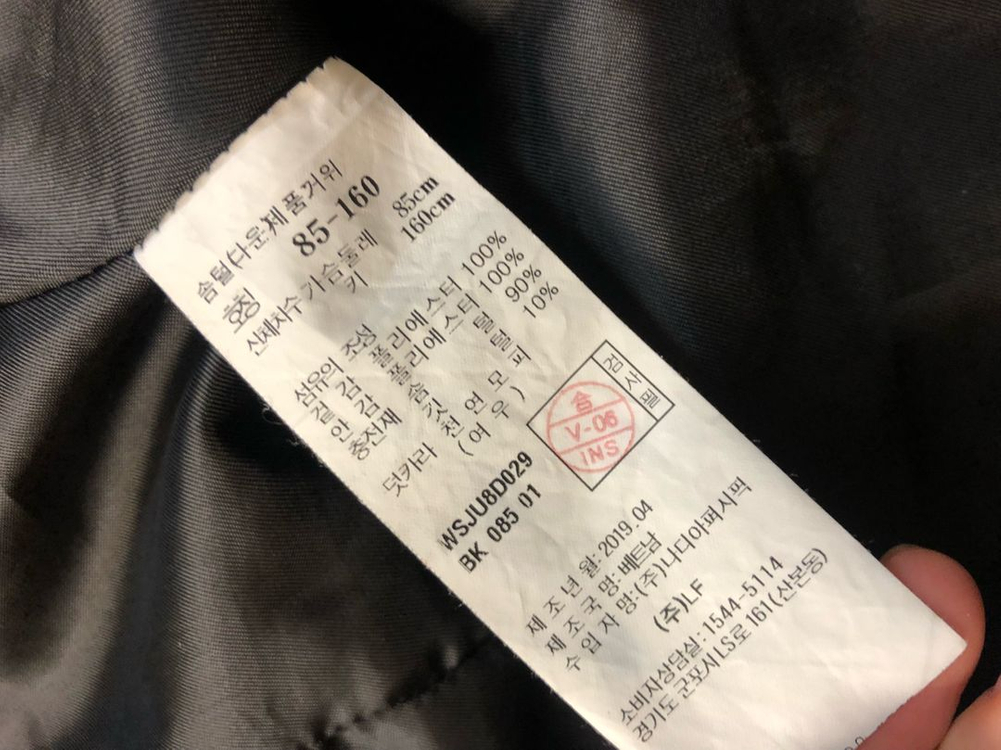 솜털(다운)제품 거위
호칭 85-160
신체치수 가슴둘레 85cm
키 160cm
섬유의 조성
겉감 폴리에스터 100%
안감 폴리에스터 100%
충전재 솜털 90%
깃털 10%
덧카라 천연모피
(여우)
검사필
합
V-06
INS
WSJU8D029
BK 085 01
제조년월: 2019.04
제조국명: 베트남
수입자명: (주)나디아퍼시픽
(주)LF
소비자상담실: 1544-5114
경기도 군포시 LS로 161(산본동)